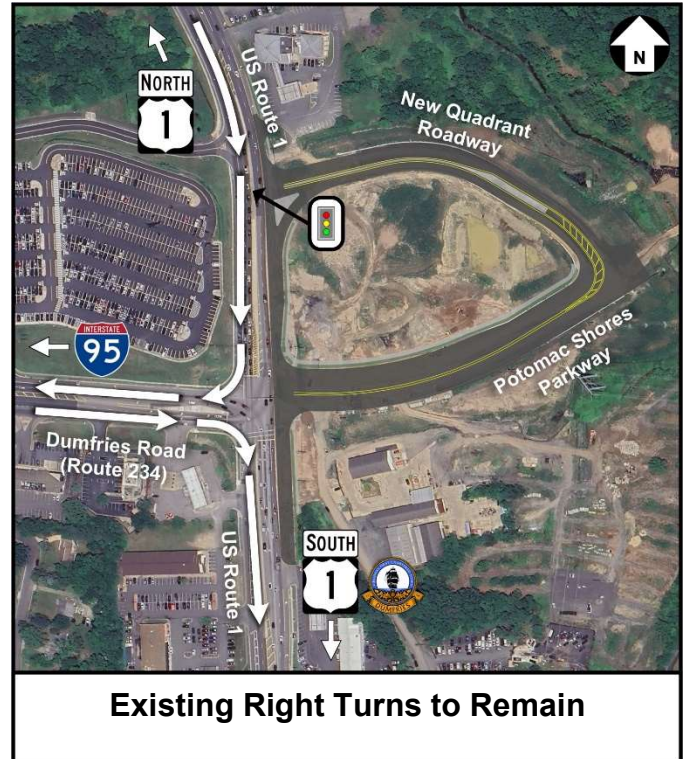 N
NORTH
1
US Route 1
New Quadrant
Roadway
INTERSTATE
95
Potomac Shores
Parkway
Dumfries Road
(Route 234)
US Route 1
SOUTH
1
DUMFRIES
Existing Right Turns to Remain